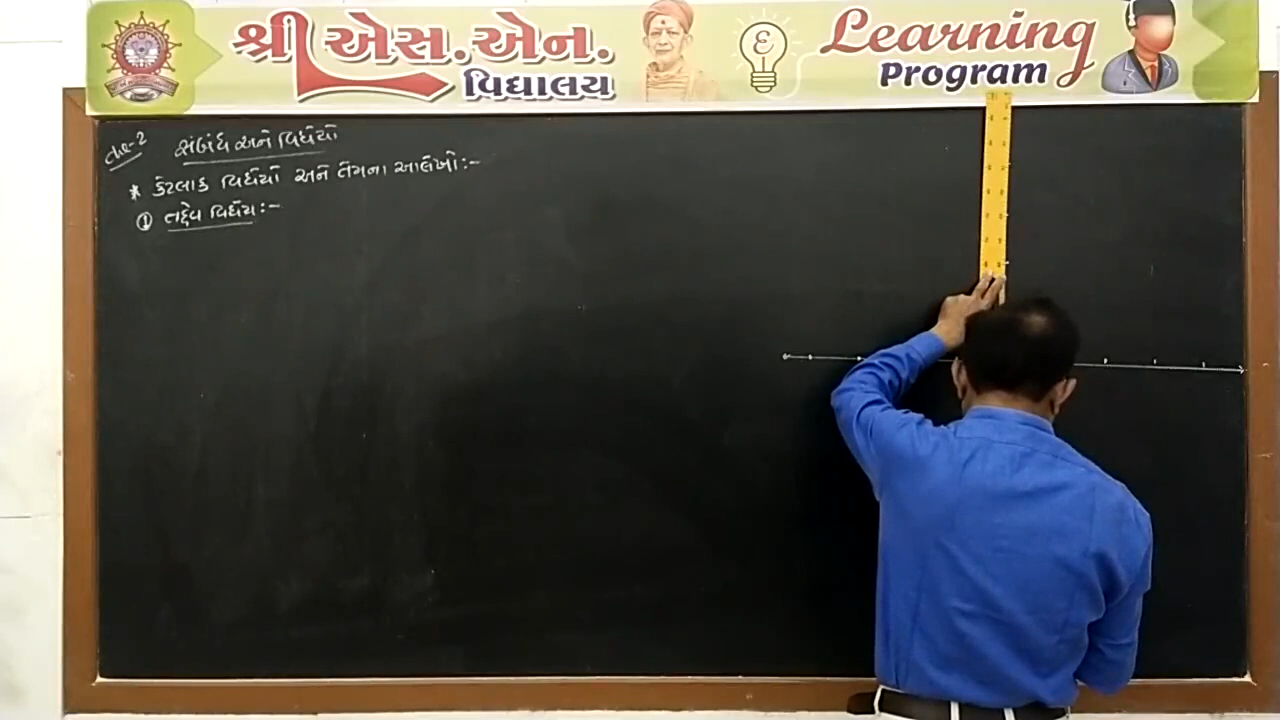 શ્રી એસ. એન.
વિદ્યાલય
Learning
Program
સંબંધ અને વિધેયો
* કેટલાક વિધેયો અને તેમના આલેખો:-
① તદ્દેવ વિધેય:-